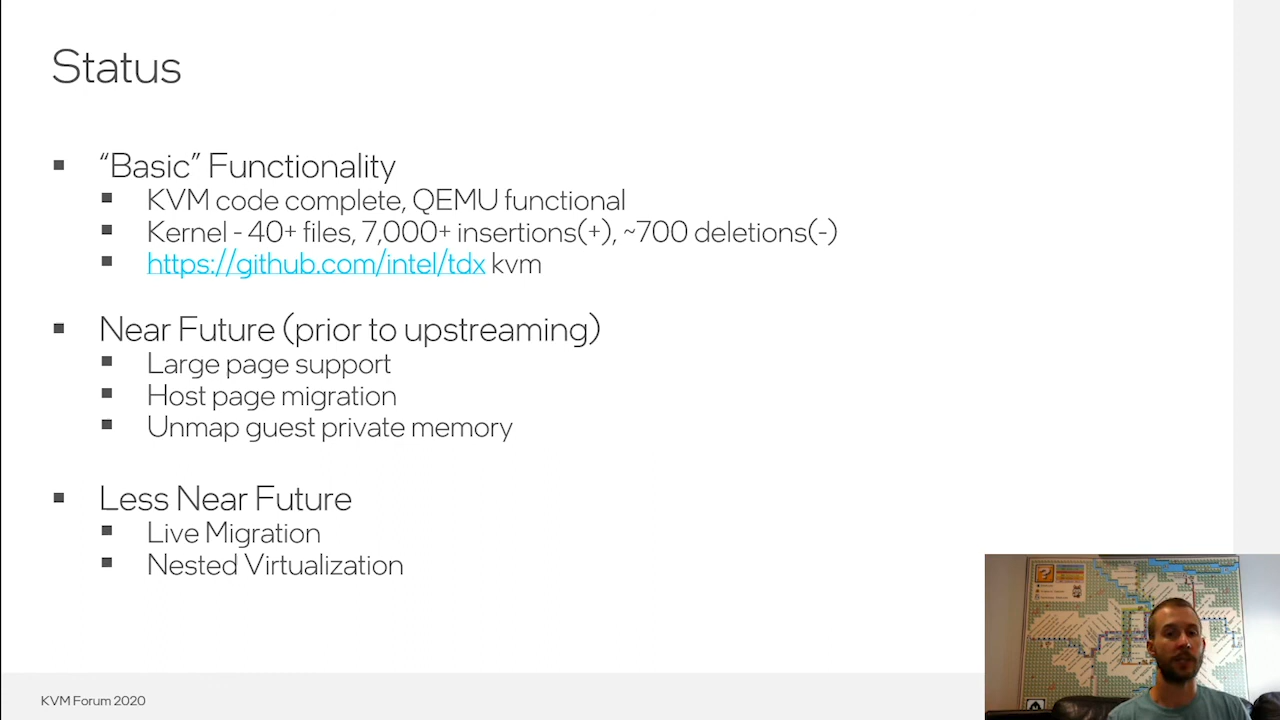 Status
“Basic” Functionality
KVM code complete, QEMU functional
Kernel - 40+ files, 7,000+ insertions(+), ~700 deletions(-)
https://github.com/intel/tdx kvm
Near Future (prior to upstreaming)
Large page support
Host page migration
Unmap guest private memory
Less Near Future
Live Migration
Nested Virtualization
KVM Forum 2020